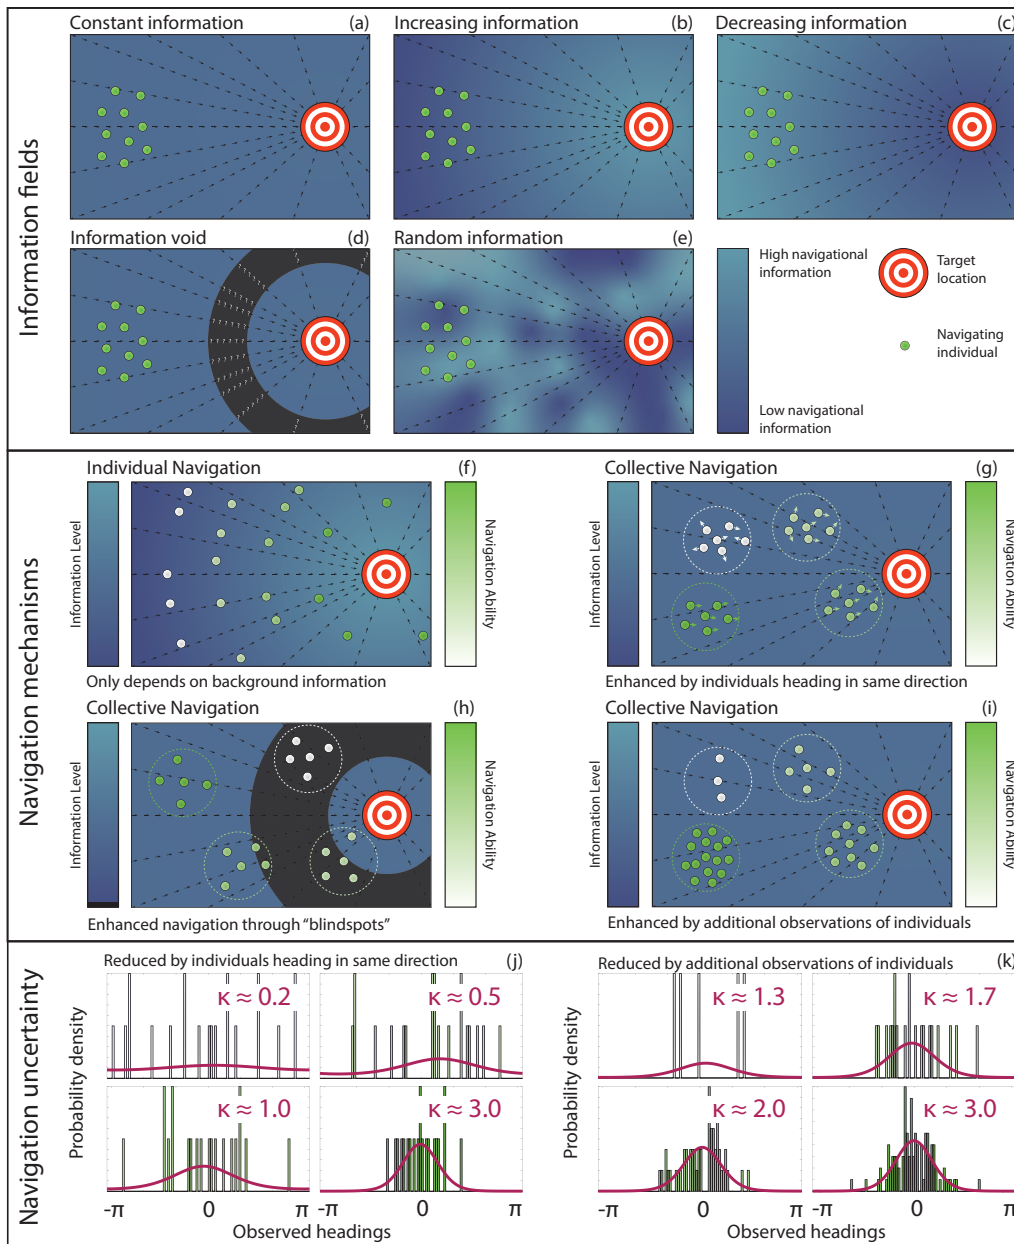 Information fields
Constant information (a)
Increasing information (b)
Decreasing information (c)
Information void (d)
Random information (e)
High navigational
information
Low navigational
information
Target
location
Navigating
individual
Navigation mechanisms
Individual Navigation (f)
Information Level
Navigation Ability
Only depends on background information
Collective Navigation (g)
Information Level
Navigation Ability
Enhanced by individuals heading in same direction
Collective Navigation (h)
Information Level
Navigation Ability
Enhanced navigation through “blindspots”
Collective Navigation (i)
Information Level
Navigation Ability
Enhanced by additional observations of individuals
Navigation uncertainty
Reduced by individuals heading in same direction (j)
Probability density
κ ≈ 0.2
κ ≈ 0.5
κ ≈ 1.0
κ ≈ 3.0
-π 0 π
-π 0 π
Observed headings
Reduced by additional observations of individuals (k)
Probability density
κ ≈ 1.3
κ ≈ 1.7
κ ≈ 2.0
κ ≈ 3.0
-π 0 π
-π 0 π
Observed headings